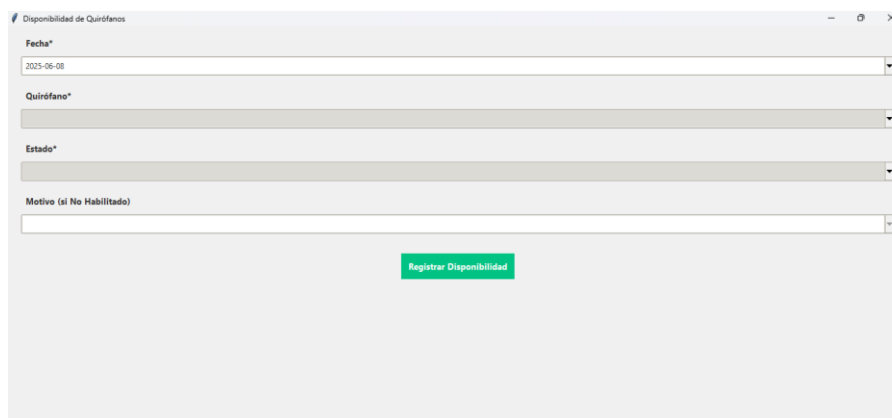 Disponibilidad de Quirófanos
Fecha*
2025-06-08
Quirófano*
Estado*
Motivo (si No Habilitado)
Registrar Disponibilidad